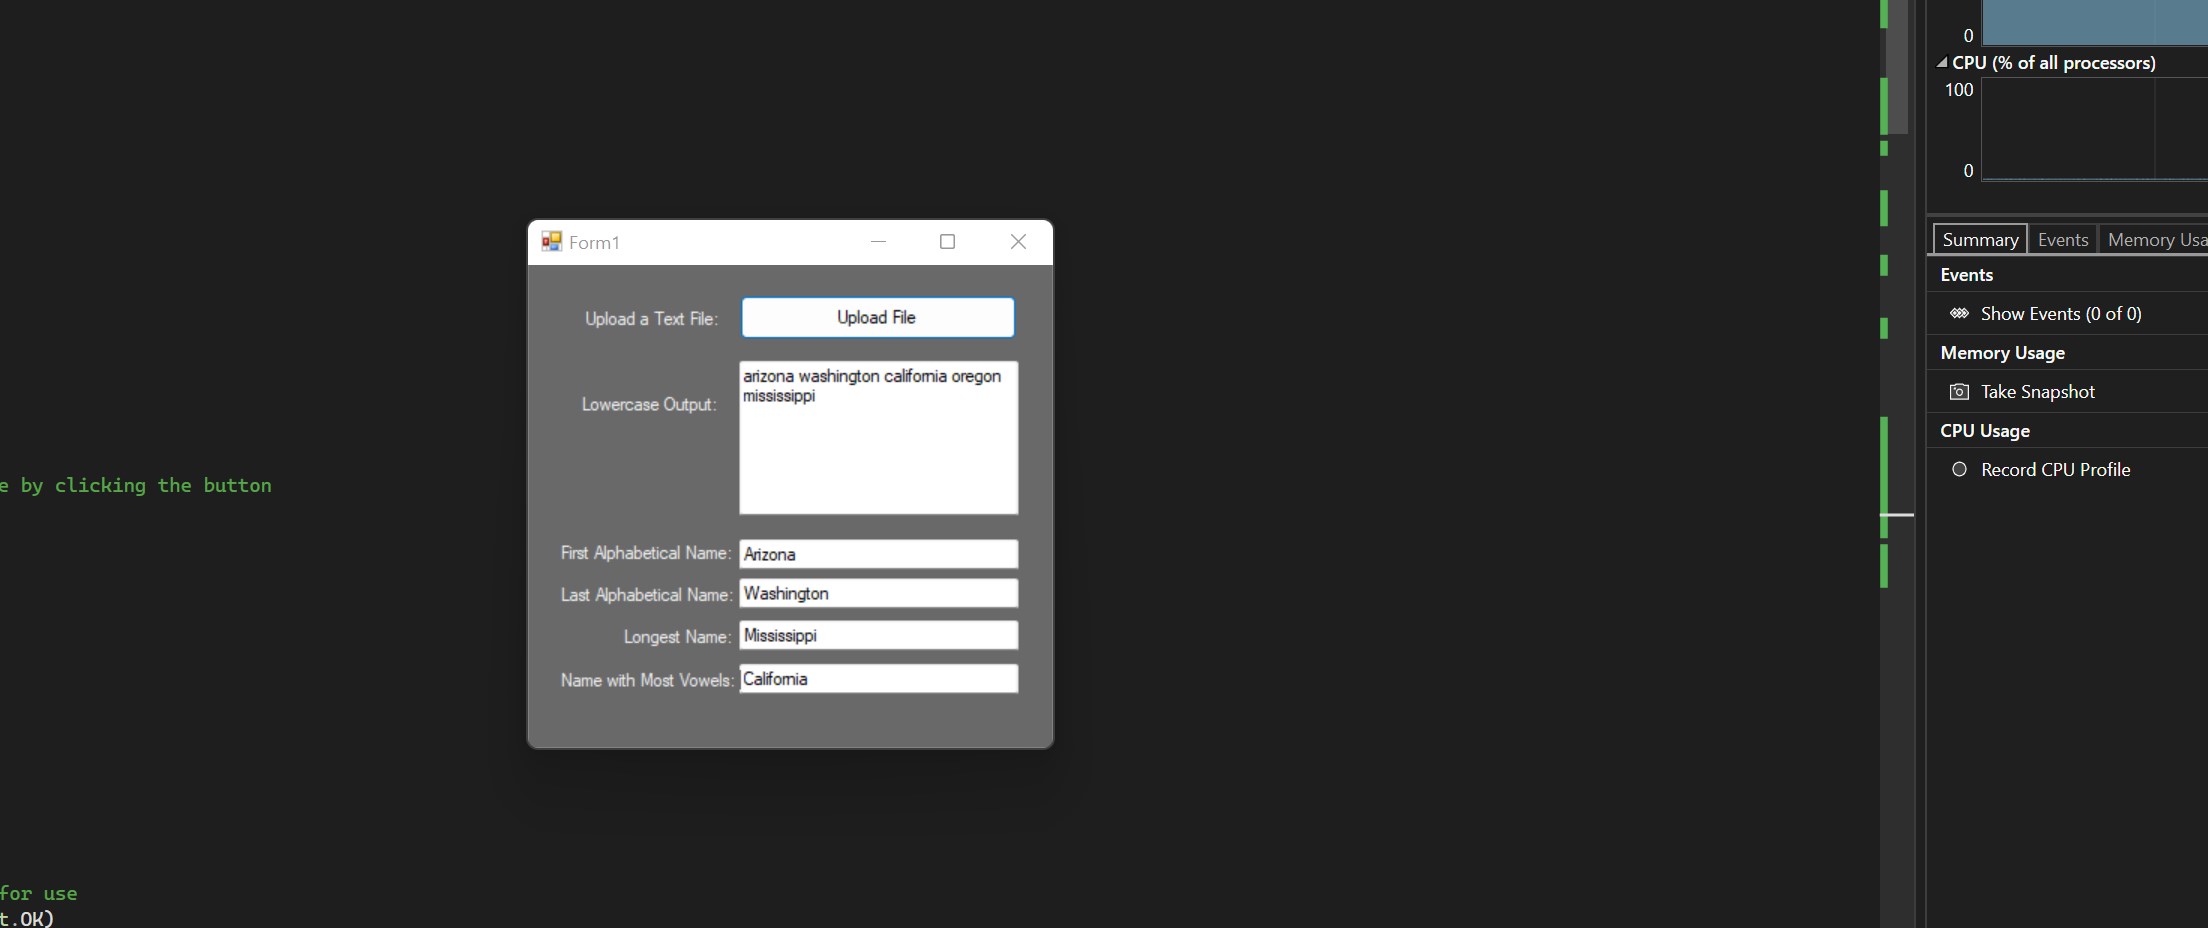 0
CPU (% of all processors)
100
0
Form1
Summary Events Memory Usa
Upload a Text File: Upload File
Events
Show Events (0 of 0)
Memory Usage
Lowercase Output: arizona washington california oregon
mississippi
Take Snapshot
CPU Usage
Record CPU Profile
e by clicking the button
First Alphabetical Name: Arizona
Last Alphabetical Name: Washington
Longest Name: Mississippi
Name with Most Vowels: California
for use
t.OK)